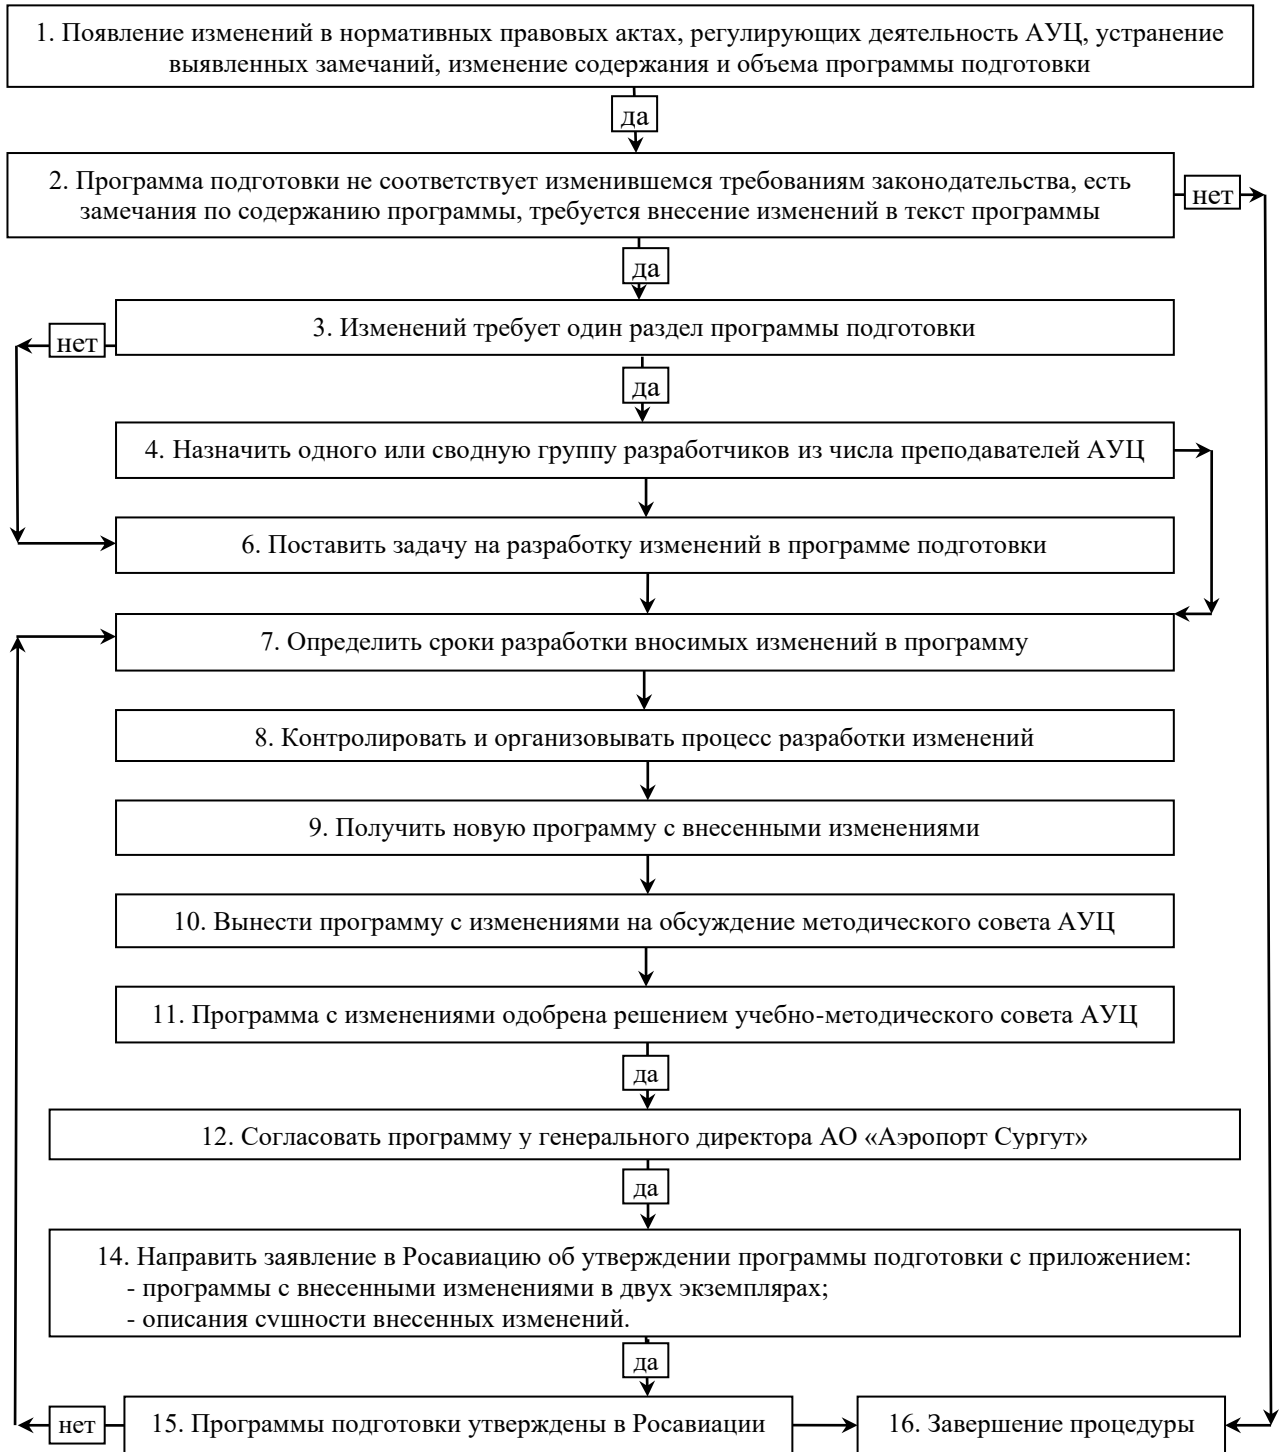 1. Появление изменений в нормативных правовых актах, регулирующих деятельность АУЦ, устранение
выявленных замечаний, изменение содержания и объема программы подготовки
да
2. Программа подготовки не соответствует изменившемся требованиям законодательства, есть
замечания по содержанию программы, требуется внесение изменений в текст программы
нет
да
3. Изменений требует один раздел программы подготовки
нет
да
4. Назначить одного или сводную группу разработчиков из числа преподавателей АУЦ
6. Поставить задачу на разработку изменений в программе подготовки
7. Определить сроки разработки вносимых изменений в программу
8. Контролировать и организовывать процесс разработки изменений
9. Получить новую программу с внесенными изменениями
10. Вынести программу с изменениями на обсуждение методического совета АУЦ
11. Программа с изменениями одобрена решением учебно-методического совета АУЦ
да
12. Согласовать программу у генерального директора АО «Аэропорт Сургут»
да
14. Направить заявление в Росавиацию об утверждении программы подготовки с приложением:
- программы с внесенными изменениями в двух экземплярах;
- описания сущности внесенных изменений.
да
нет
15. Программы подготовки утверждены в Росавиации
16. Завершение процедуры